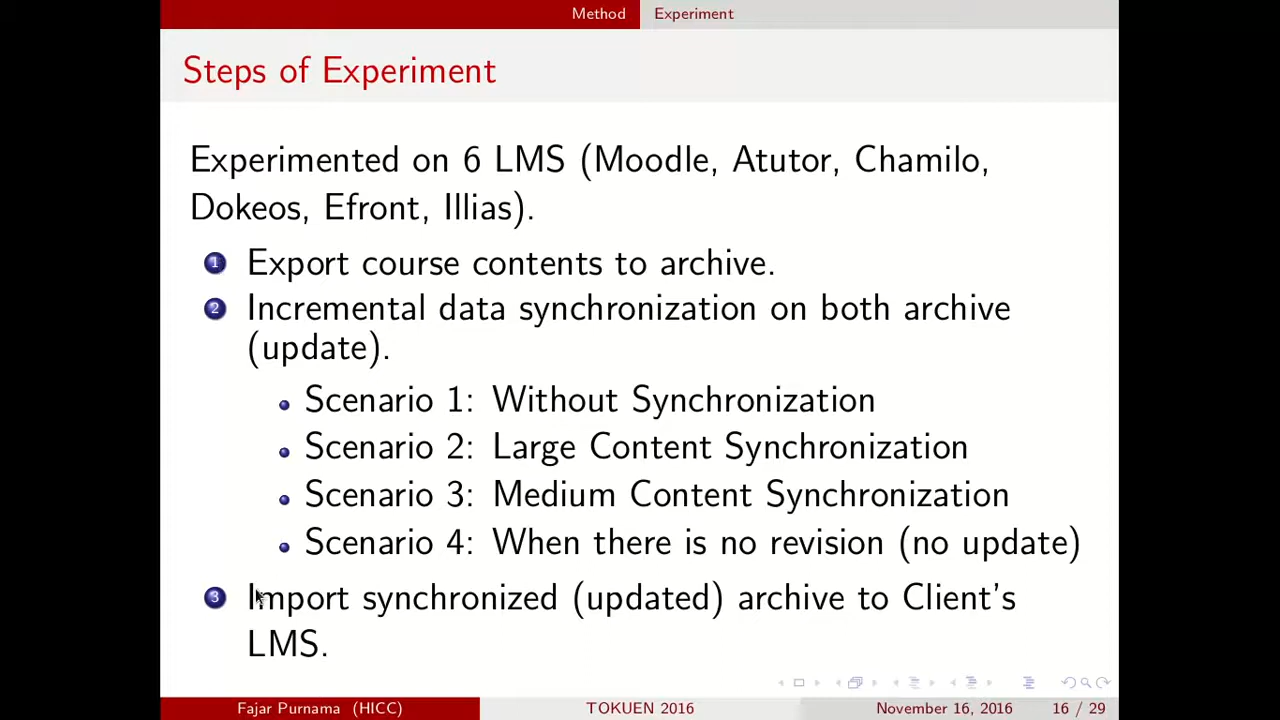 Method Experiment
Steps of Experiment
Experimented on 6 LMS (Moodle, Atutor, Chamilo,
Dokeos, Efront, Illias).
1 Export course contents to archive.
2 Incremental data synchronization on both archive
(update).
Scenario 1: Without Synchronization
Scenario 2: Large Content Synchronization
Scenario 3: Medium Content Synchronization
Scenario 4: When there is no revision (no update)
3 Import synchronized (updated) archive to Client's
LMS.
Fajar Purnama (HICC) TOKUEN 2016 November 16, 2016 16 / 29